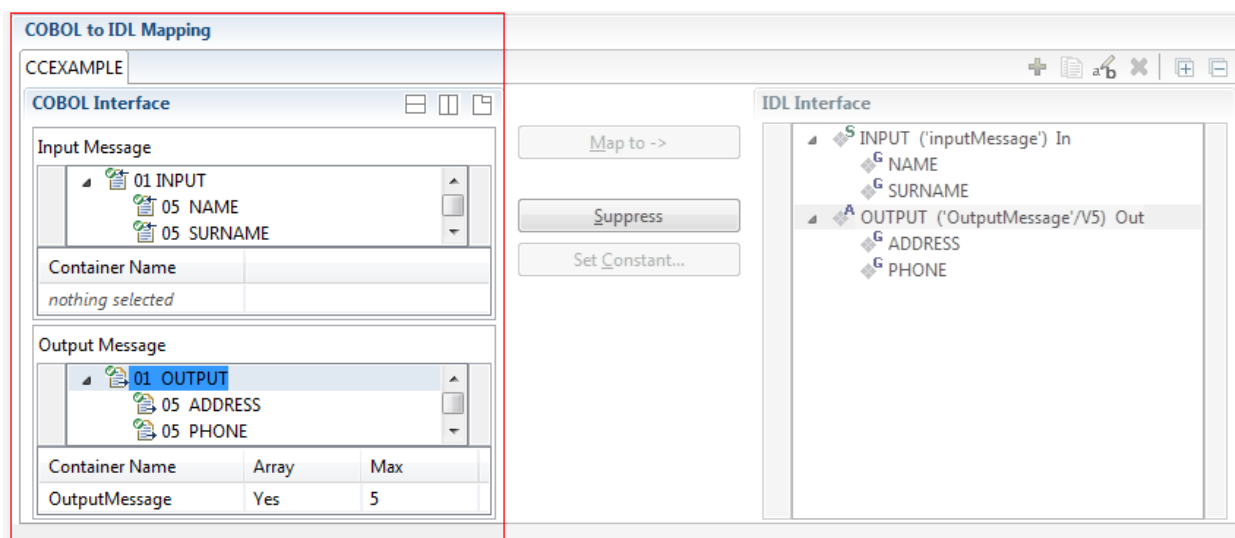 COBOL to IDL Mapping
CCEXAMPLE
COBOL Interface
Input Message
01 INPUT
05 NAME
05 SURNAME
Container Name
nothing selected
Output Message
01 OUTPUT
05 ADDRESS
05 PHONE
Container Name Array Max
OutputMessage Yes 5
Map to ->
Suppress
Set Constant...
IDL Interface
S INPUT ('inputMessage') In
G NAME
G SURNAME
A OUTPUT ('OutputMessage'/V5) Out
G ADDRESS
G PHONE